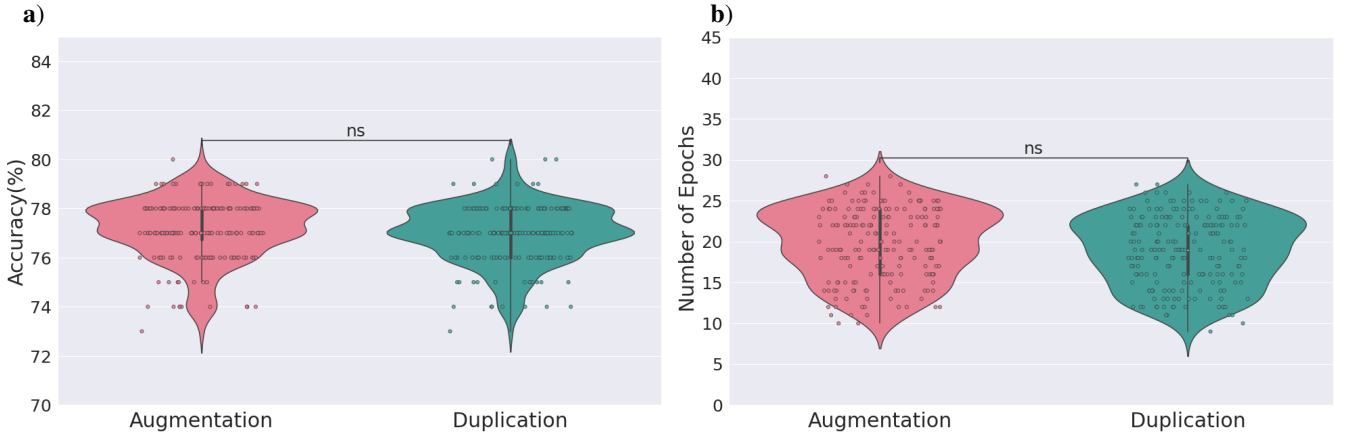 a)
b)
Accuracy(%)
84
82
80
78
76
74
72
70
ns
Augmentation
Duplication
Number of Epochs
45
40
35
30
25
20
15
10
5
0
ns
Augmentation
Duplication